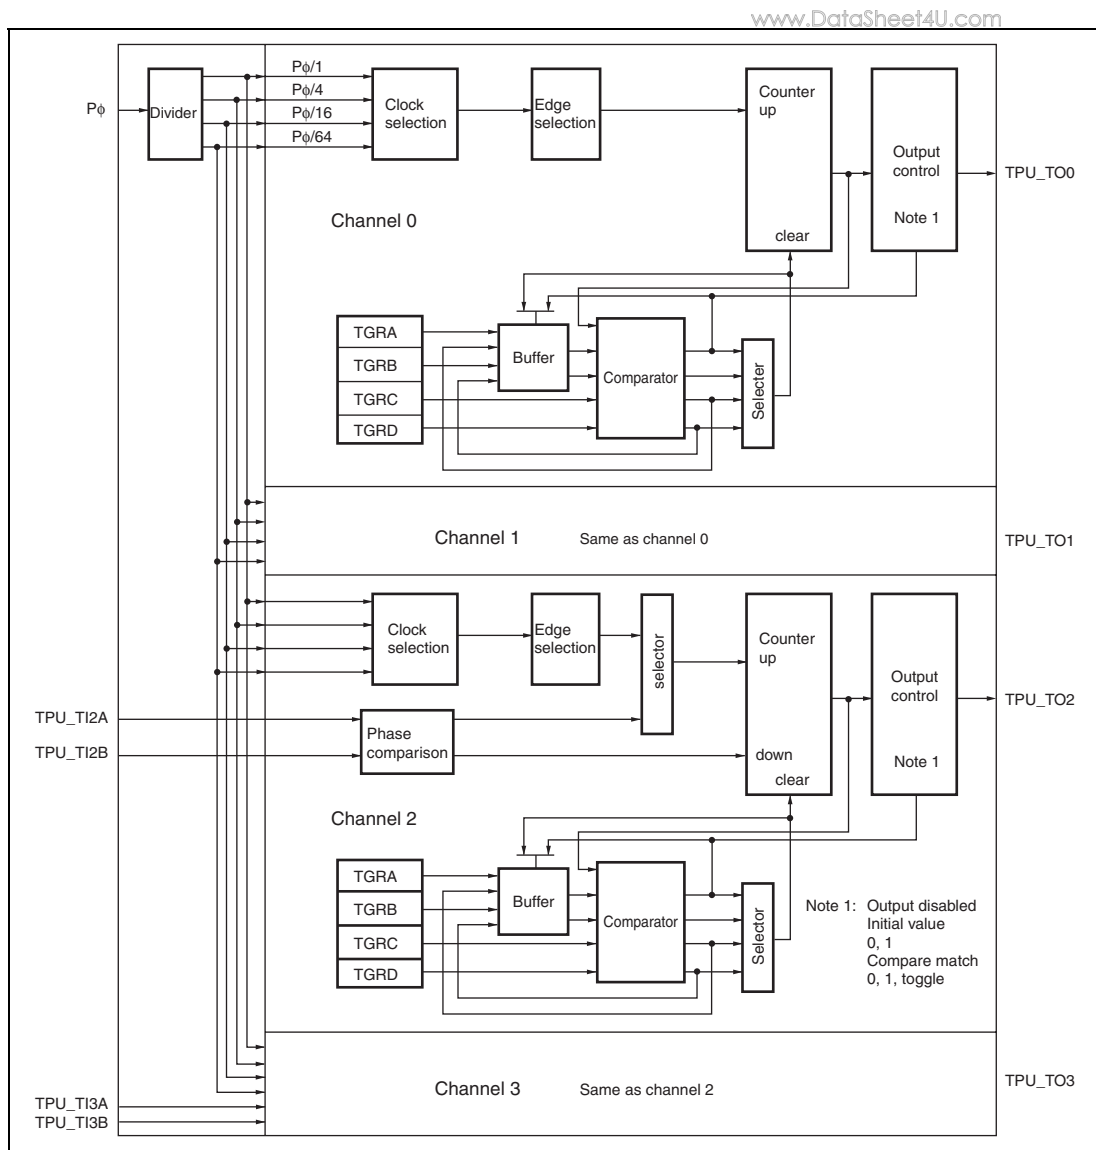 www.DataSheet4U.com
Pϕ
Divider
Pϕ/1
Pϕ/4
Pϕ/16
Pϕ/64
Clock
selection
Edge
selection
Counter
up
clear
Output
control
Note 1
TPU_TO0
Channel 0
TGRA
TGRB
TGRC
TGRD
Buffer
Comparator
Selecter
Channel 1 Same as channel 0
TPU_TO1
Clock
selection
Edge
selection
selector
Counter
up
down
clear
Output
control
Note 1
TPU_TO2
TPU_TI2A
TPU_TI2B
Phase
comparison
Channel 2
TGRA
TGRB
TGRC
TGRD
Buffer
Comparator
Selector
Note 1: Output disabled
Initial value
0, 1
Compare match
0, 1, toggle
Channel 3 Same as channel 2
TPU_TO3
TPU_TI3A
TPU_TI3B